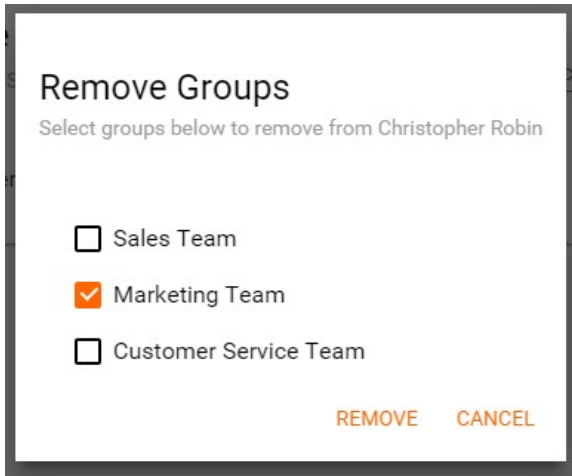 Remove Groups
Select groups below to remove from Christopher Robin
Sales Team
Marketing Team
Customer Service Team
REMOVE CANCEL